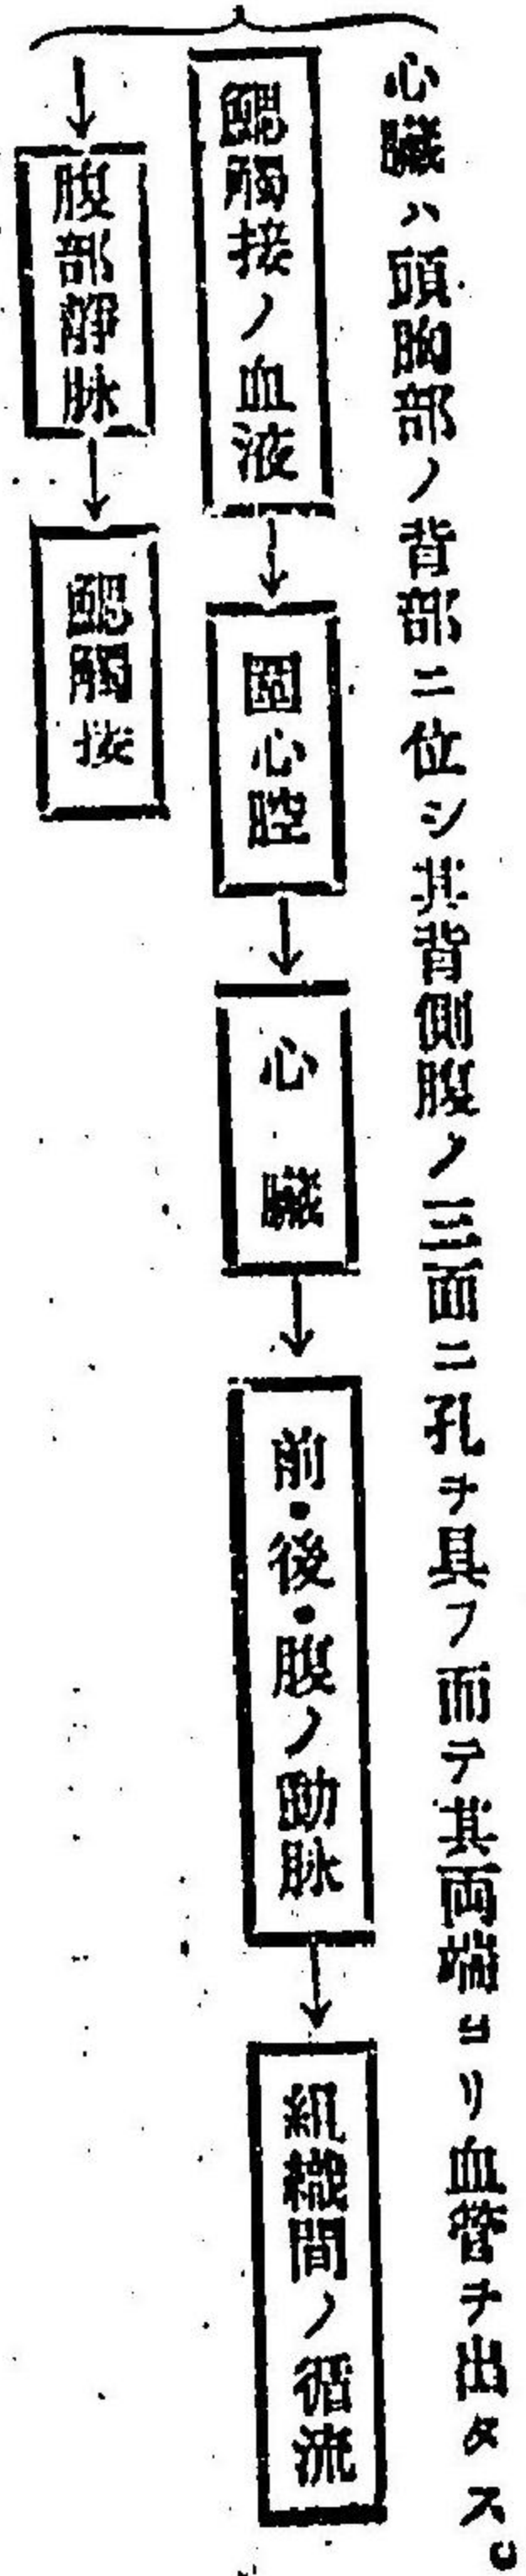 心臓ハ頭胸部ノ背部ニ位シ其背側腹ノ三面ニ孔ヲ具フ而テ其両端ヨリ血管ヲ出タス。
鰓觸接ノ血液→圍心腔→心臓→前・後・腹ノ動脉→組織間ノ循流
→腹部靜脉→鰓觸接